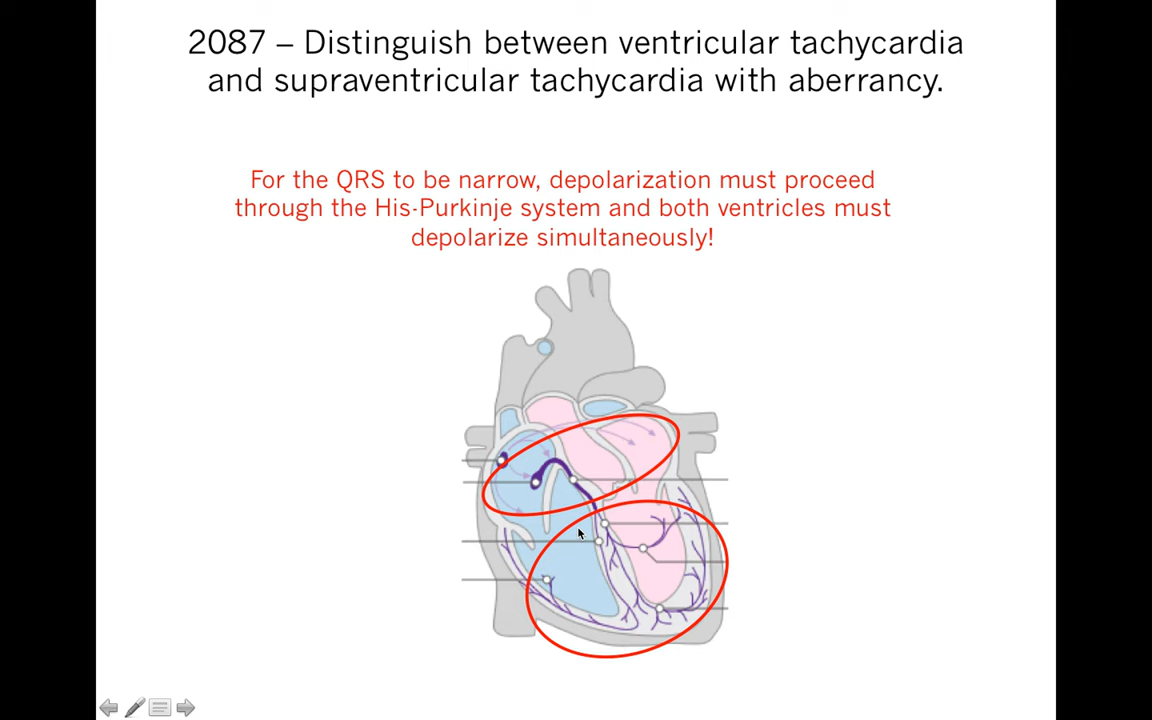 2087 – Distinguish between ventricular tachycardia
and supraventricular tachycardia with aberrancy.
For the QRS to be narrow, depolarization must proceed
through the His-Purkinje system and both ventricles must
depolarize simultaneously!